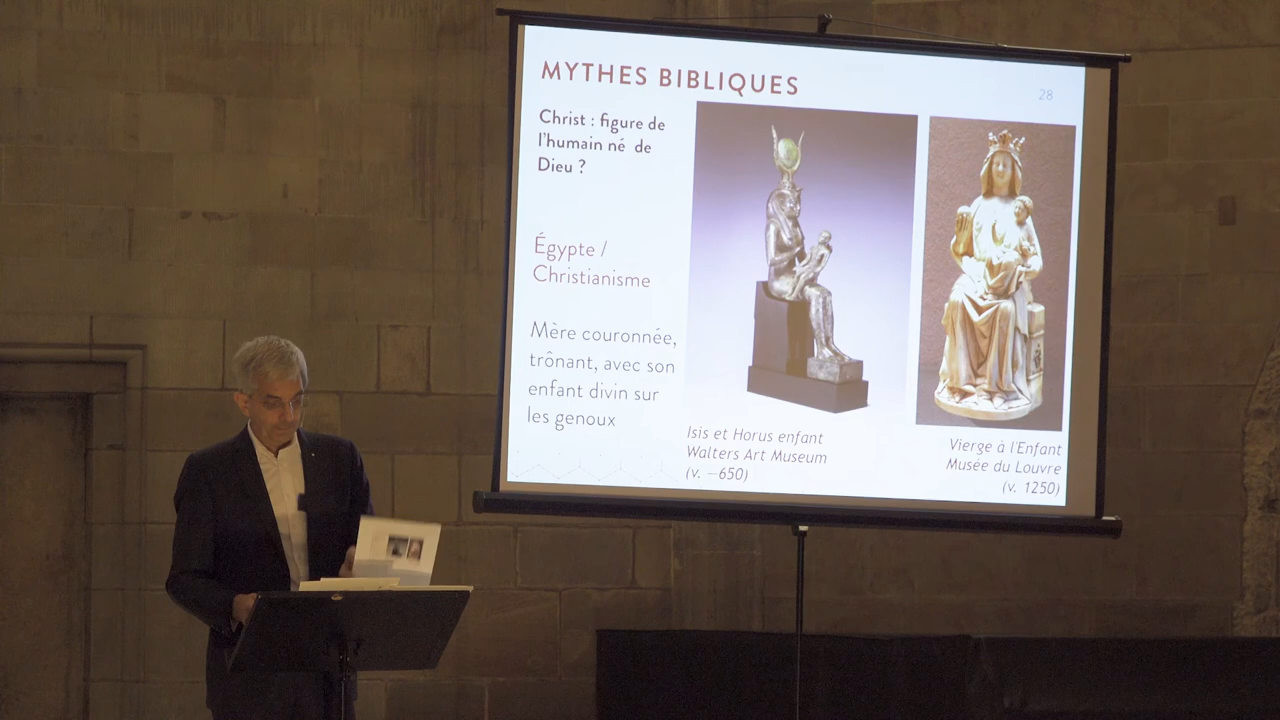 MYTHES BIBLIQUES
28
Christ : figure de
l'humain né de
Dieu ?
Égypte /
Christianisme
Mère couronnée,
trônant, avec son
enfant divin sur
les genoux
Isis et Horus enfant
Walters Art Museum
(v. –650)
Vierge à l'Enfant
Musée du Louvre
(v. 1250)